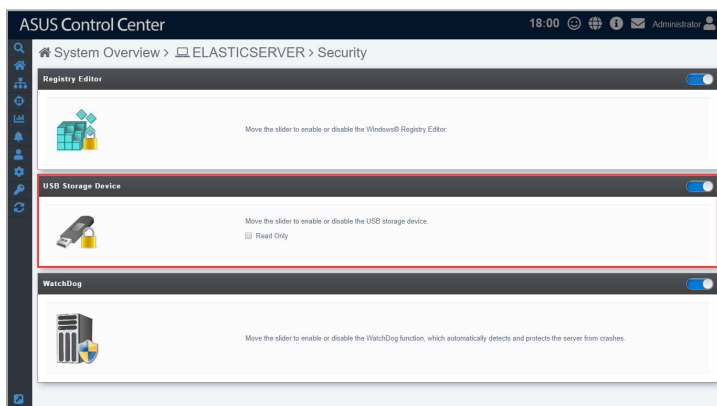 ASUS Control Center
18:00
Administrator
System Overview > ELASTICSERVER > Security
Registry Editor
Move the slider to enable or disable the Windows® Registry Editor.
USB Storage Device
Move the slider to enable or disable the USB storage device.
Read Only
WatchDog
Move the slider to enable or disable the WatchDog function, which automatically detects and protects the server from crashes.